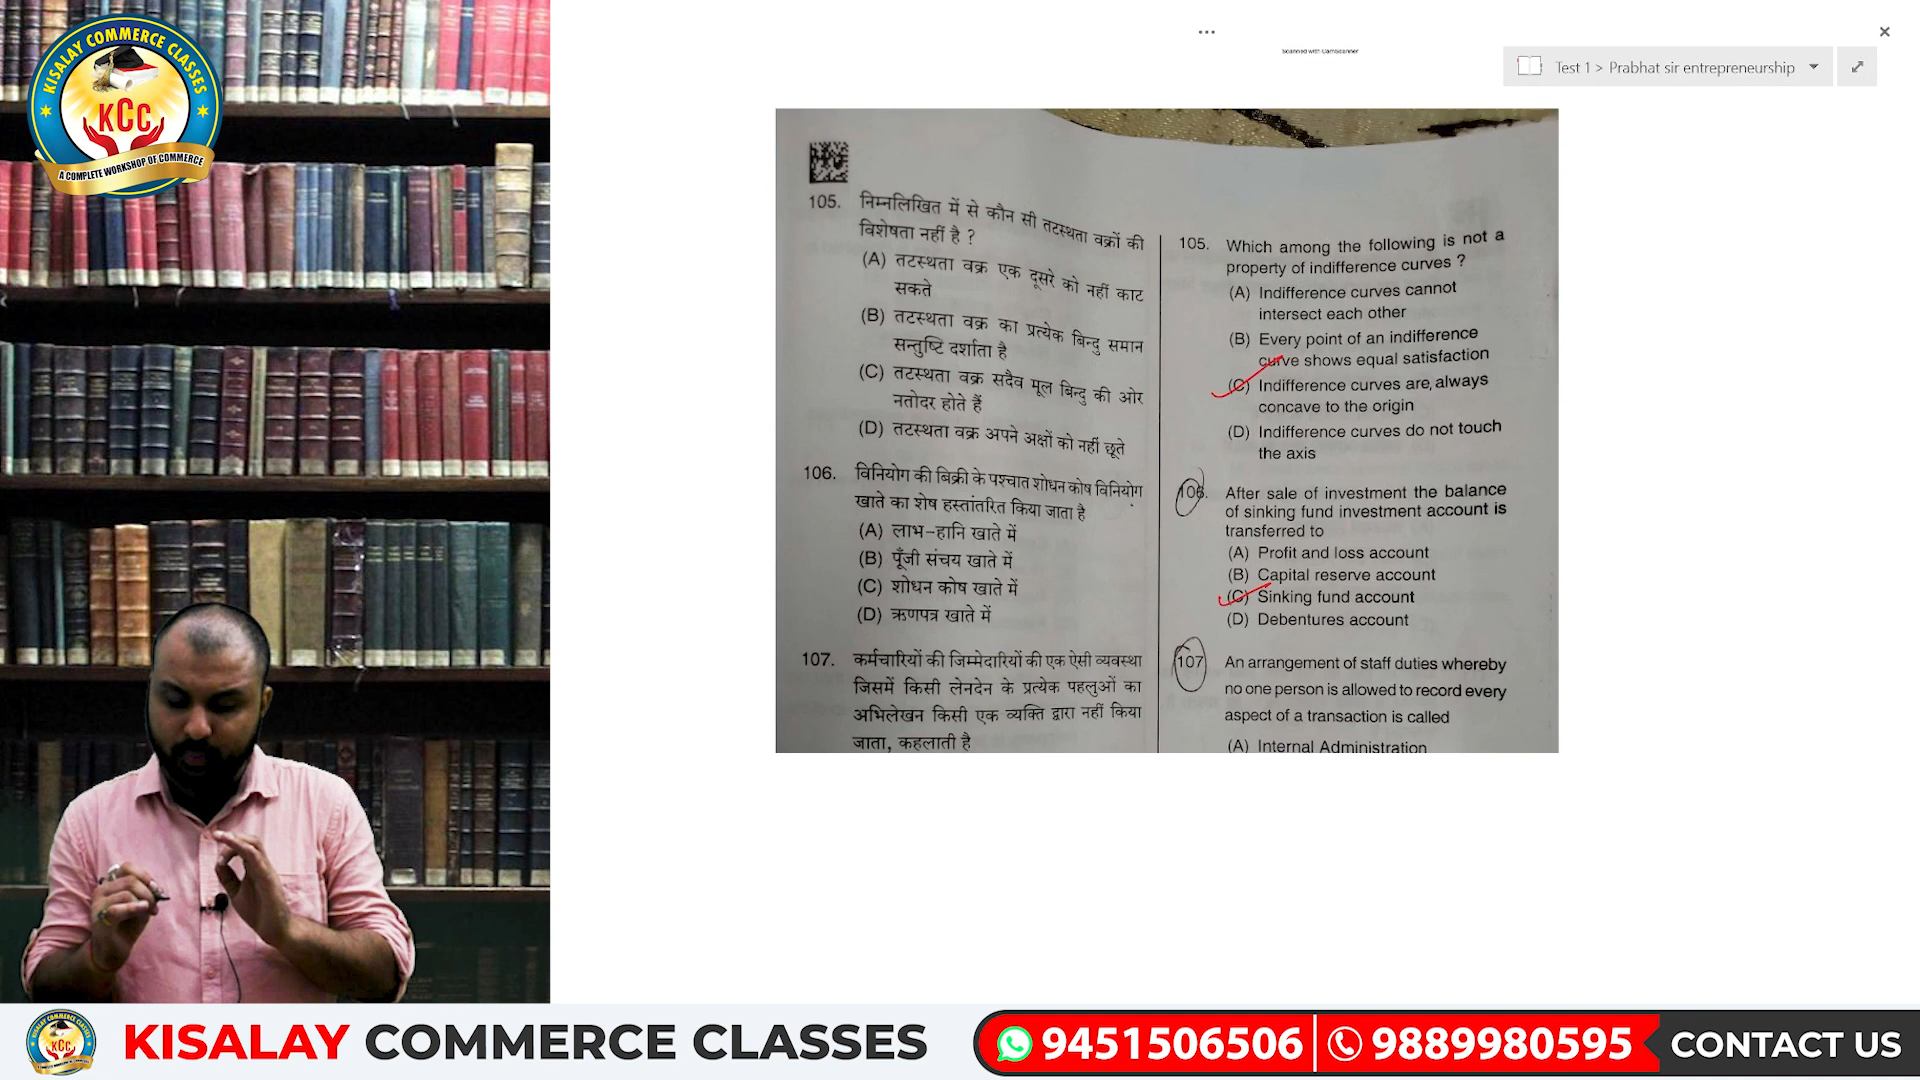 KISALAY COMMERCE CLASSES
KCC
A COMPLETE WORKSHOP OF COMMERCE
Scanned with CamScanner
Test 1 > Prabhat sir entrepreneurship
105. निम्नलिखित में से कौन सी तटस्थता वक्रों की
विशेषता नहीं है ?
(A) तटस्थता वक्र एक दूसरे को नहीं काट
सकते
(B) तटस्थता वक्र का प्रत्येक बिन्दु समान
सन्तुष्टि दर्शाता है
(C) तटस्थता वक्र सदैव मूल बिन्दु की ओर
नतोदर होते हैं
(D) तटस्थता वक्र अपने अक्षों को नहीं छूते
106. विनियोग की बिक्री के पश्चात शोधन कोष विनियोग
खाते का शेष हस्तांतरित किया जाता है
(A) लाभ-हानि खाते में
(B) पूँजी संचय खाते में
(C) शोधन कोष खाते में
(D) ऋणपत्र खाते में
107. कर्मचारियों की जिम्मेदारियों की एक ऐसी व्यवस्था
जिसमें किसी लेनदेन के प्रत्येक पहलुओं का
अभिलेखन किसी एक व्यक्ति द्वारा नहीं किया
जाता, कहलाती है
105. Which among the following is not a
property of indifference curves ?
(A) Indifference curves cannot
intersect each other
(B) Every point of an indifference
curve shows equal satisfaction
(C) Indifference curves are, always
concave to the origin
(D) Indifference curves do not touch
the axis
106. After sale of investment the balance
of sinking fund investment account is
transferred to
(A) Profit and loss account
(B) Capital reserve account
(C) Sinking fund account
(D) Debentures account
107 An arrangement of staff duties whereby
no one person is allowed to record every
aspect of a transaction is called
(A) Internal Administration
KISALAY COMMERCE CLASSES
9451506506
9889980595
CONTACT US